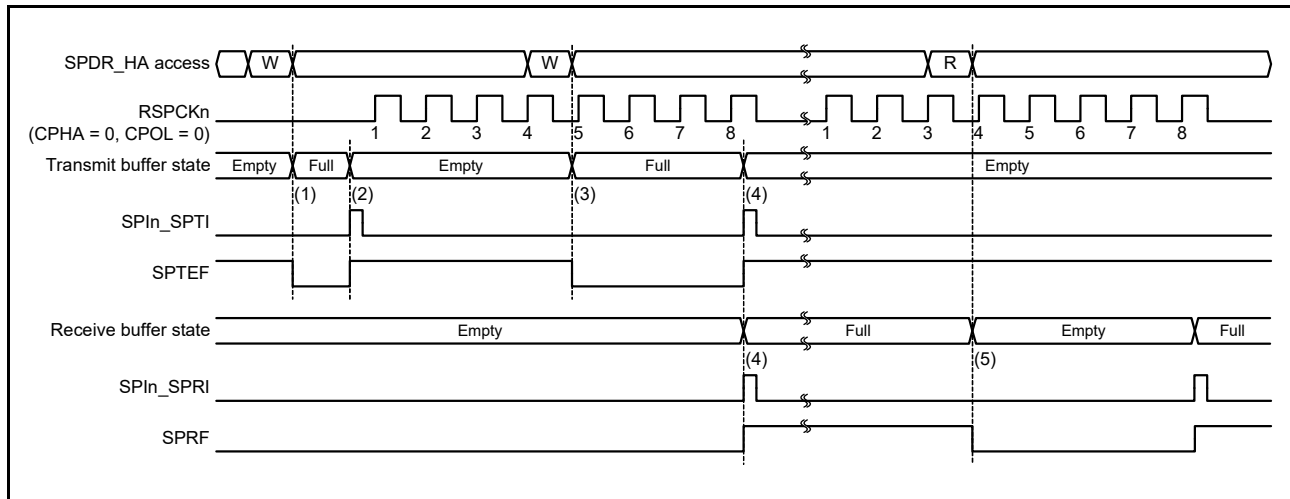 SPDR_HA access W W R
RSPCKn
(CPHA = 0, CPOL = 0) 1 2 3 4 5 6 7 8 1 2 3 4 5 6 7 8
Transmit buffer state Empty Full Empty Full Empty
(1) (2) (3) (4)
SPIn_SPTI
SPTEF
Receive buffer state Empty Full Empty Full
(4) (5)
SPIn_SPRI
SPRF